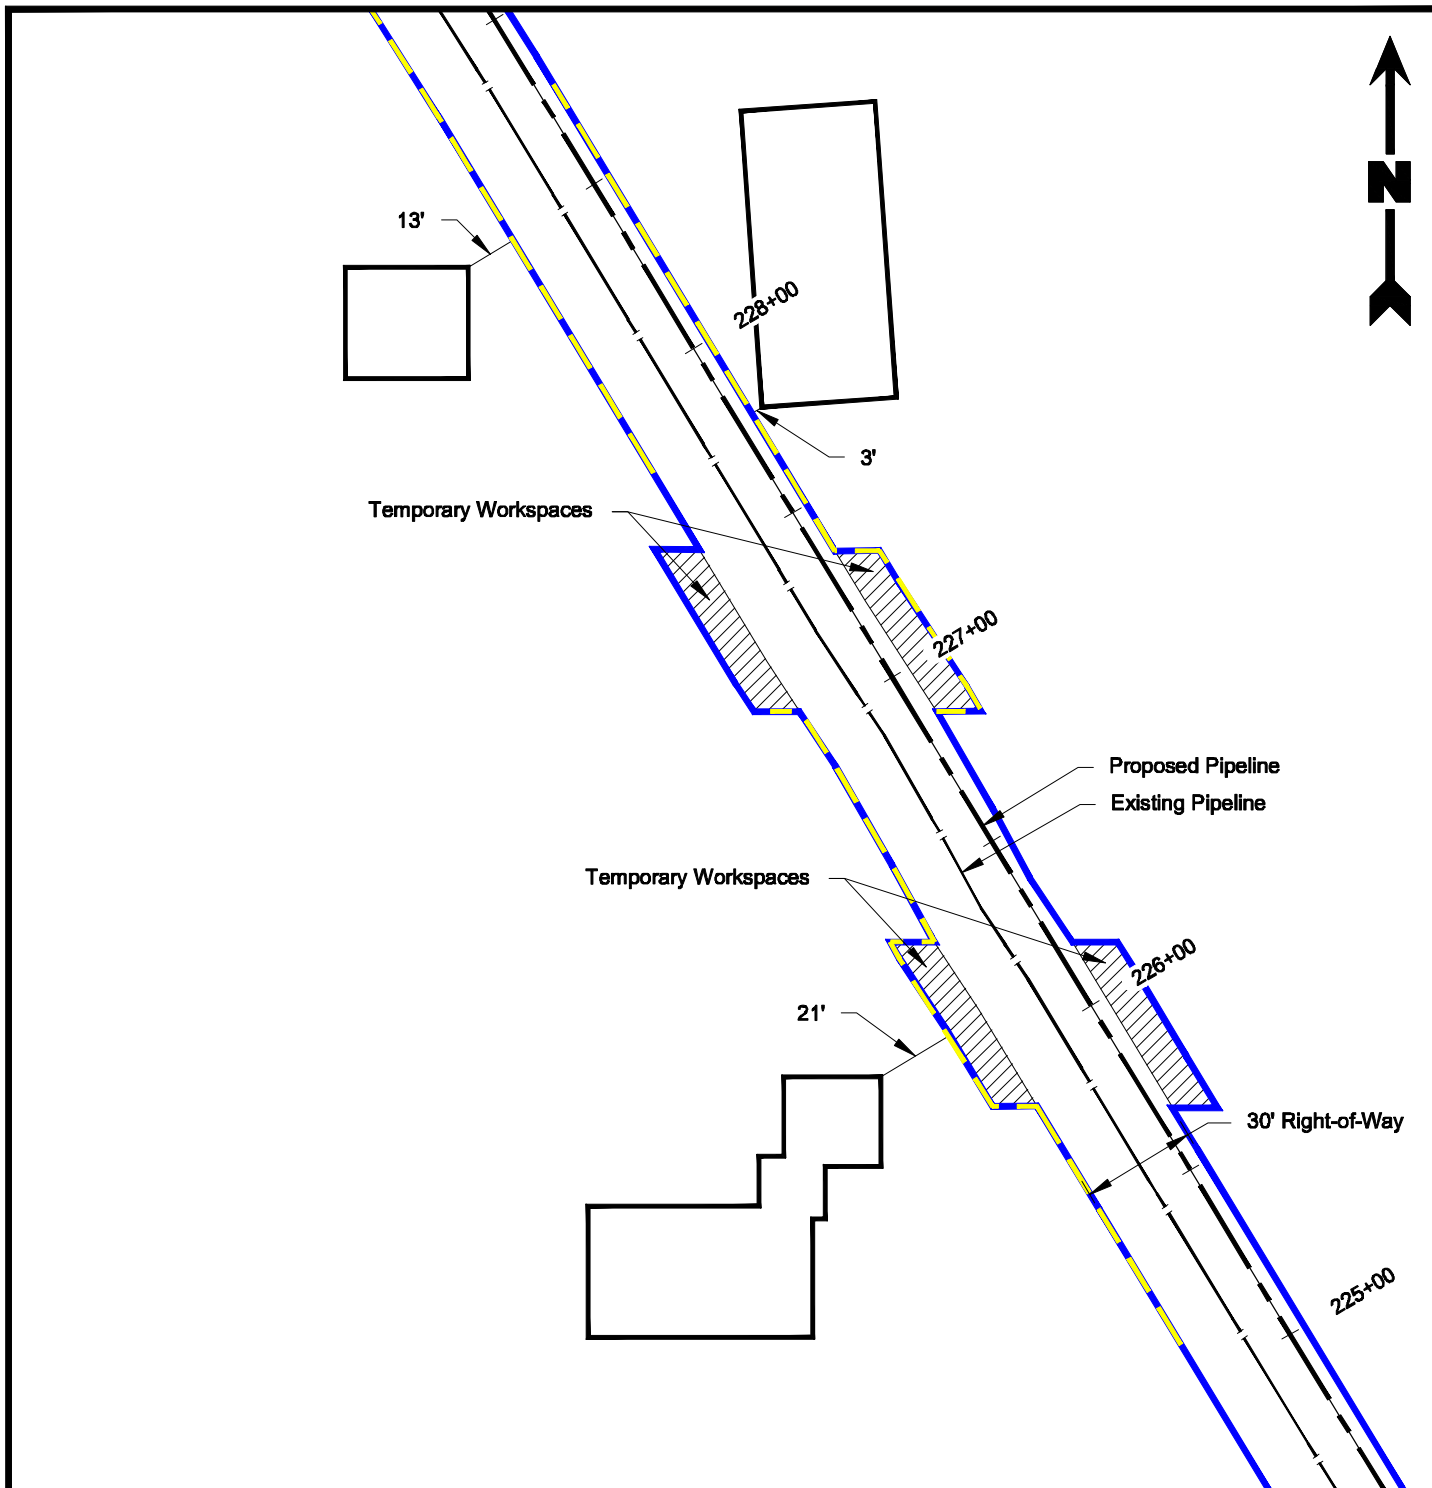 N
13'
228+00
3'
Temporary Workspaces
227+00
Proposed Pipeline
Existing Pipeline
Temporary Workspaces
226+00
21'
30' Right-of-Way
225+00